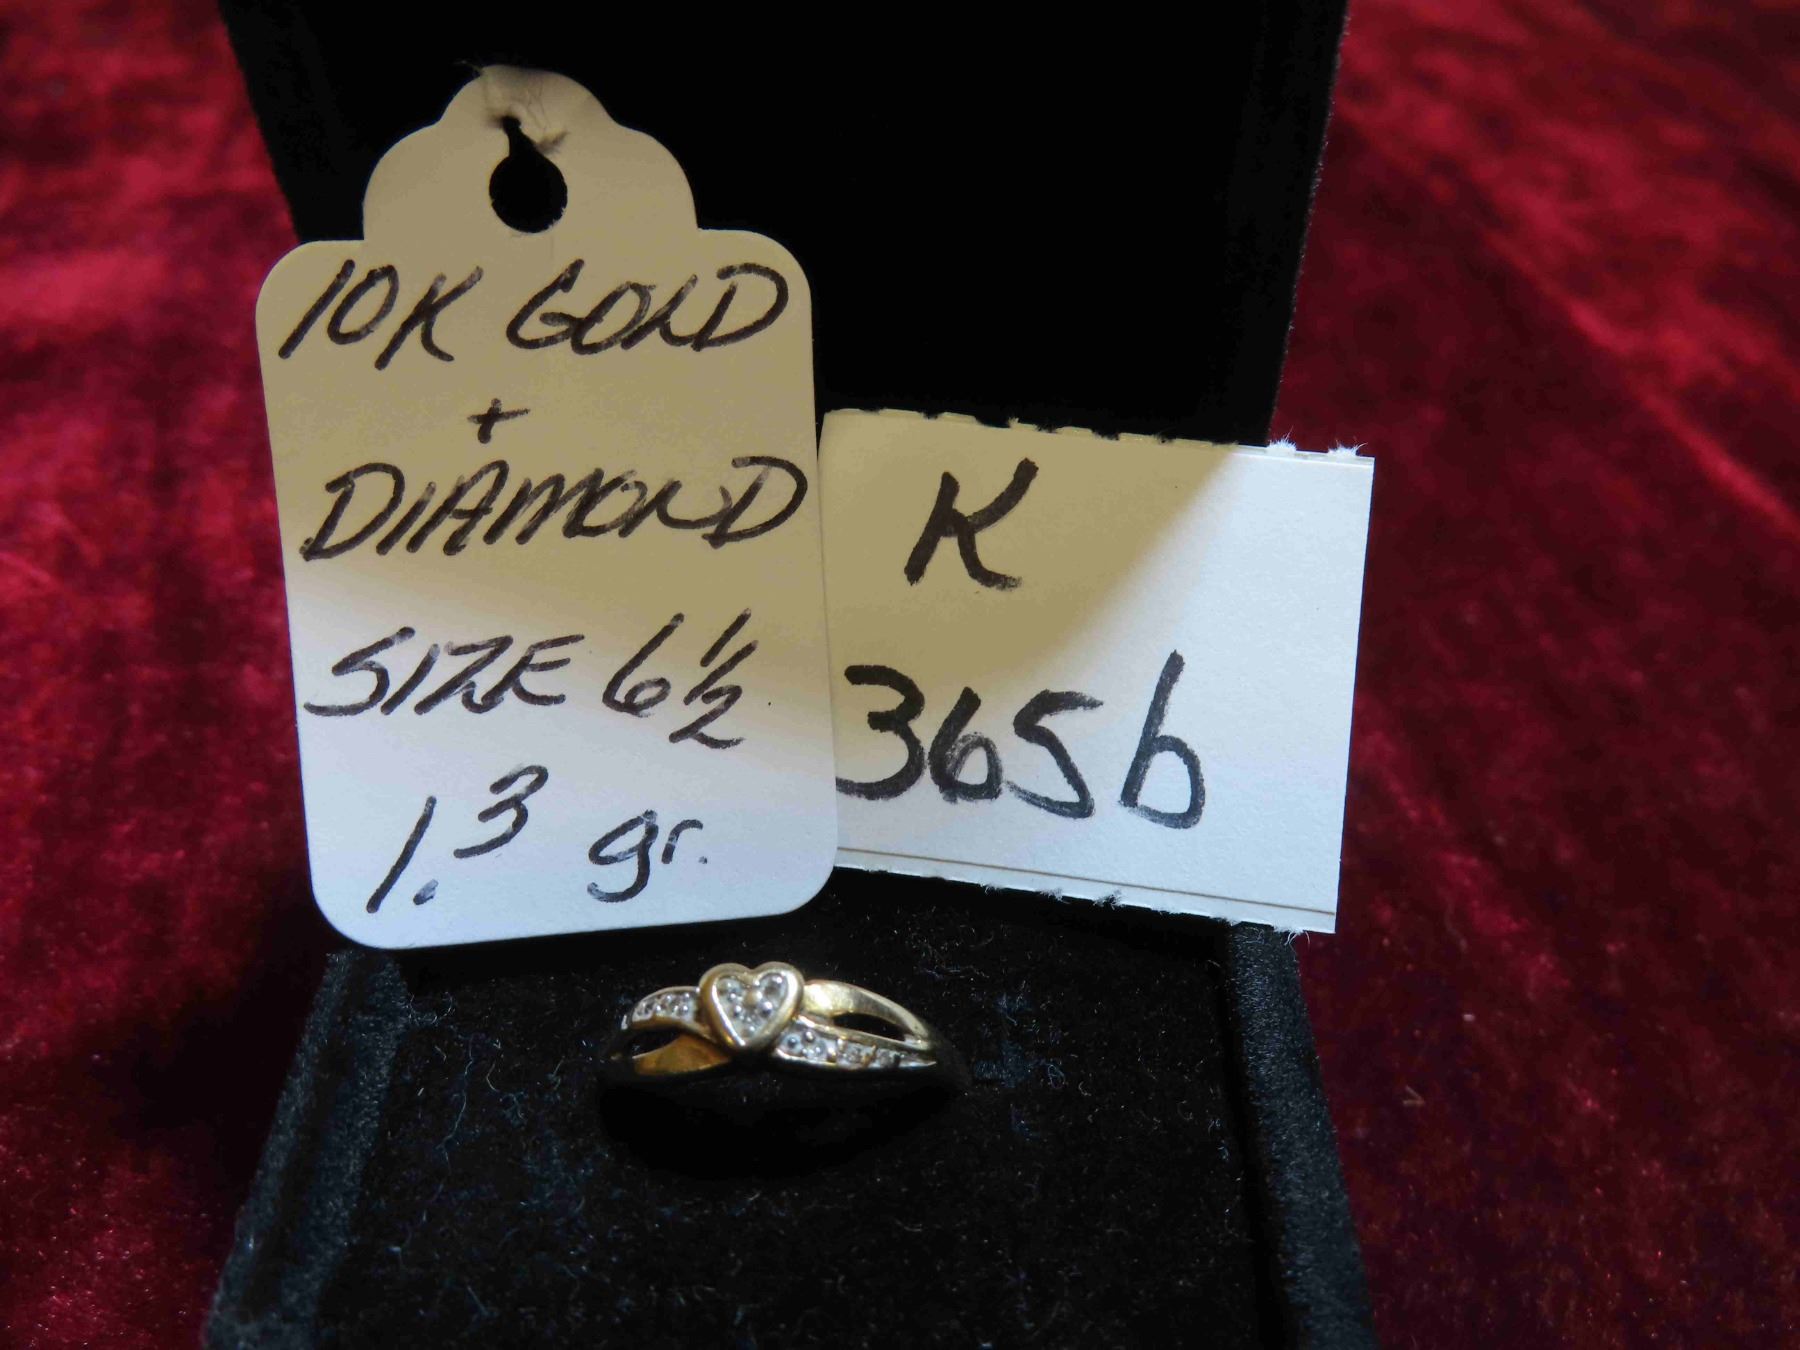 10K GOLD
+
DIAMOND
SIZE 6½
1.3 gr.
K
365b